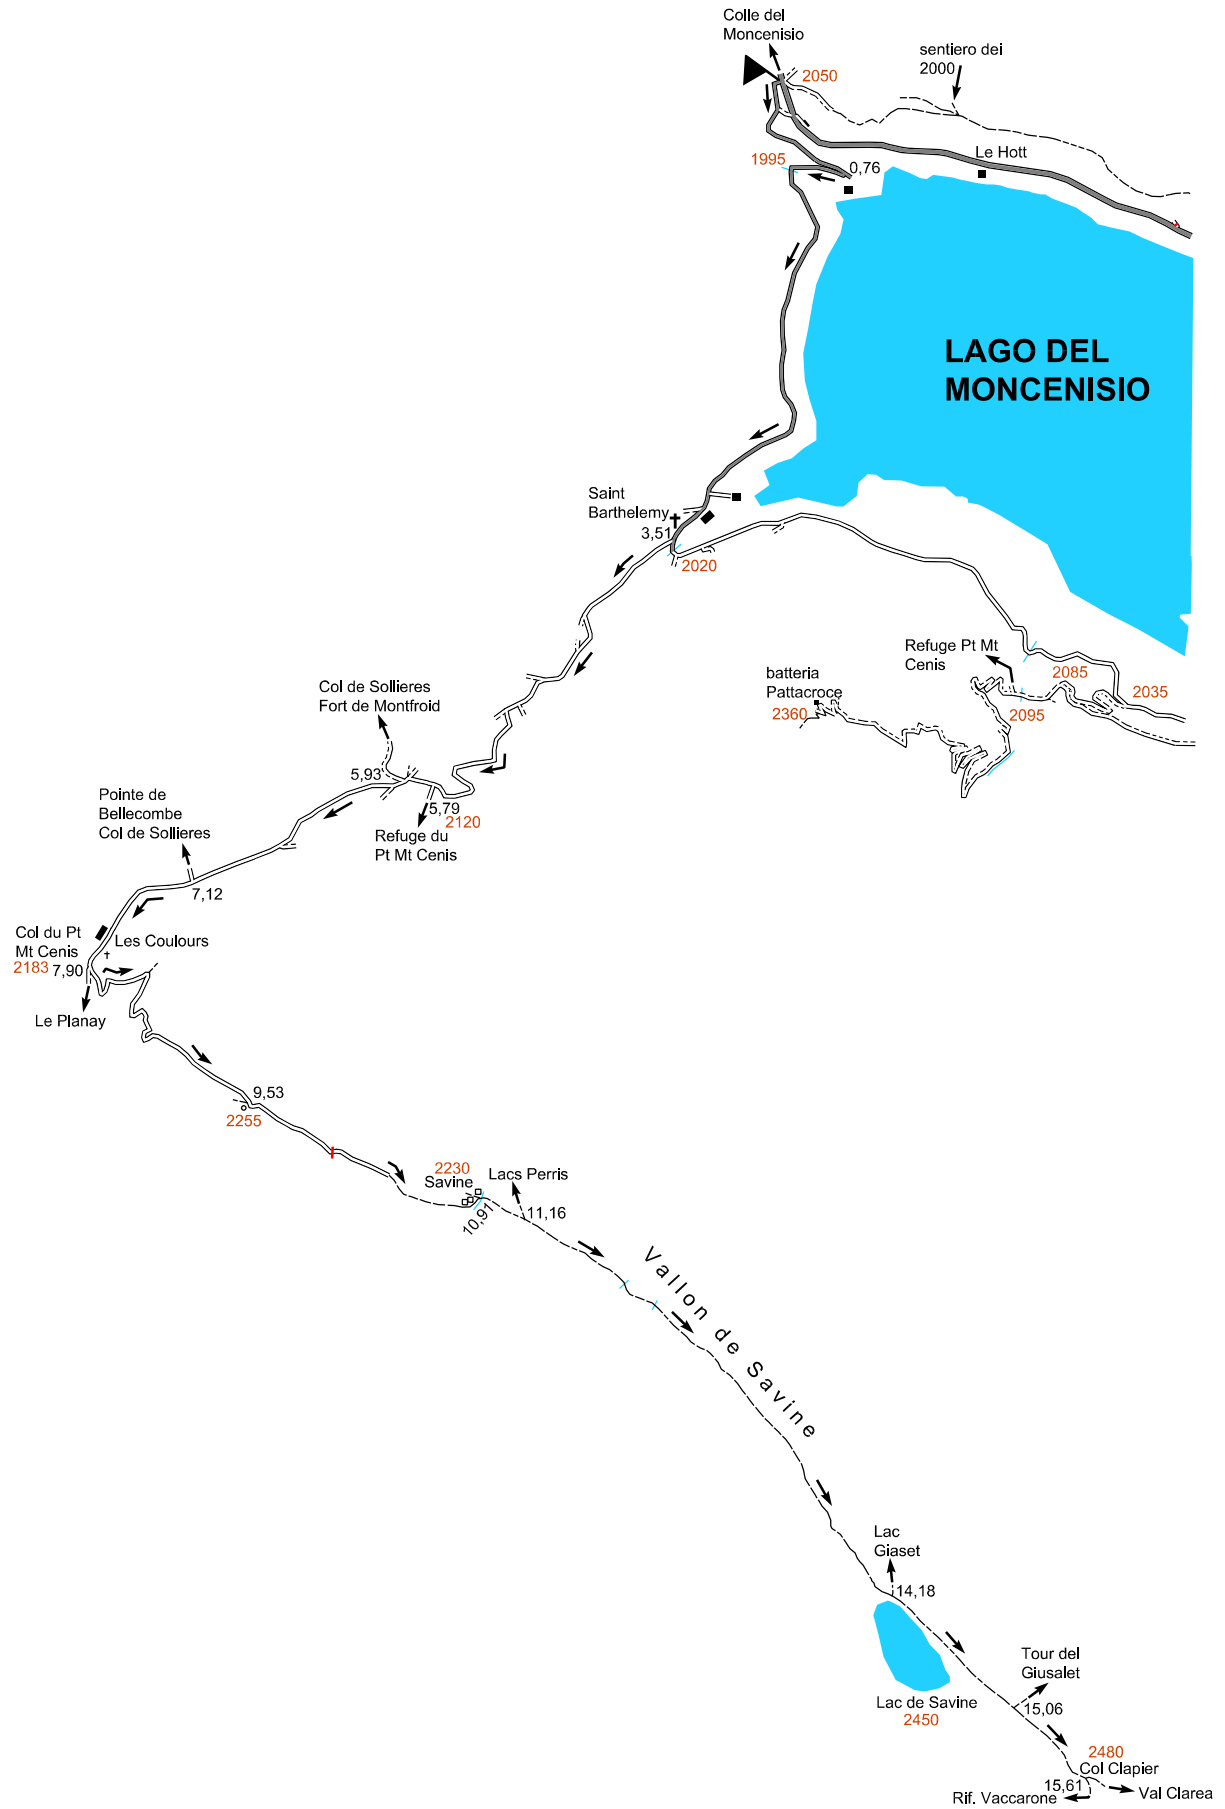 Colle del
Moncenisio
2050
sentiero dei
2000
1995
0,76
Le Hott
LAGO DEL
MONCENISIO
Saint
Barthelemy
3,51
2020
Refuge Pt Mt
Cenis
2085
2035
2095
batteria
Pattacroce
2360
Col de Sollieres
Fort de Montfroid
5,93
5,79
2120
Refuge du
Pt Mt Cenis
Pointe de
Bellecombe
Col de Sollieres
7,12
Col du Pt
Mt Cenis
2183
7,90
Les Coulours
Le Planay
9,53
2255
2230
Savine
10,91
Lacs Perris
11,16
Vallon de Savine
Lac
Giaset
14,18
Lac de Savine
2450
Tour del
Giusalet
15,06
2480
Col Clapier
15,61
Val Clarea
Rif. Vaccarone